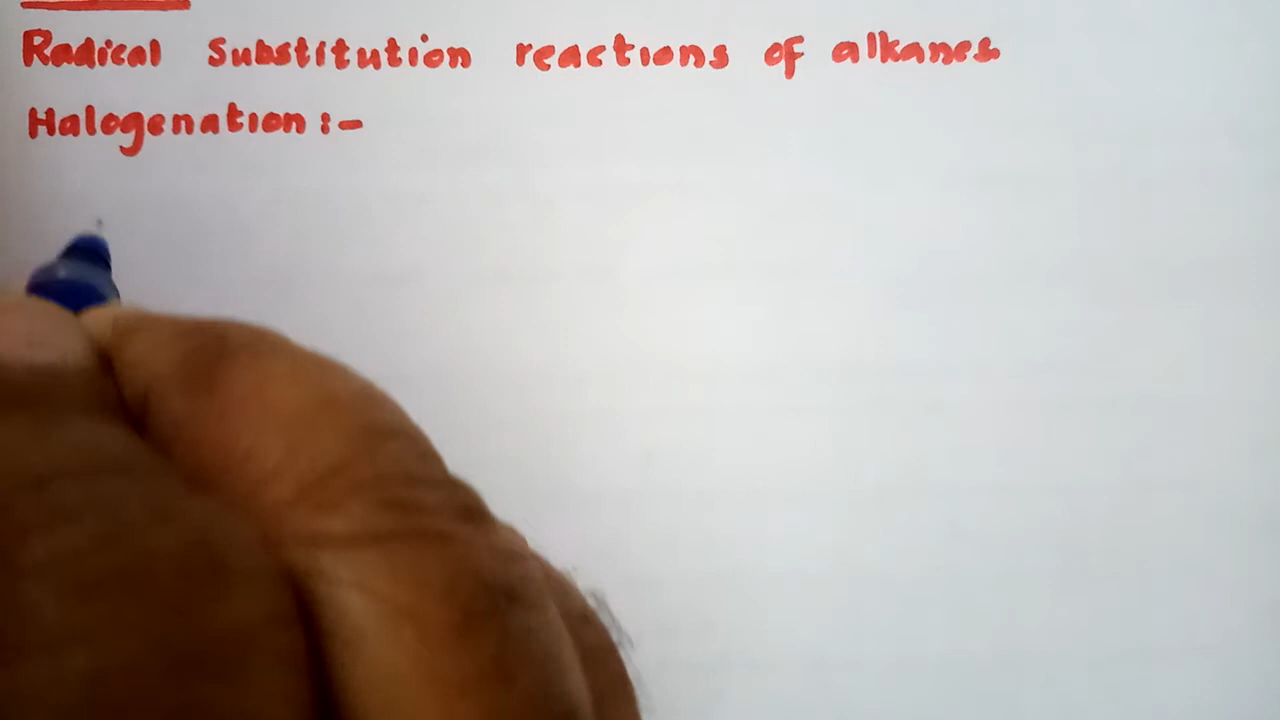 Radical Substitution reactions of alkanes
Halogenation :-